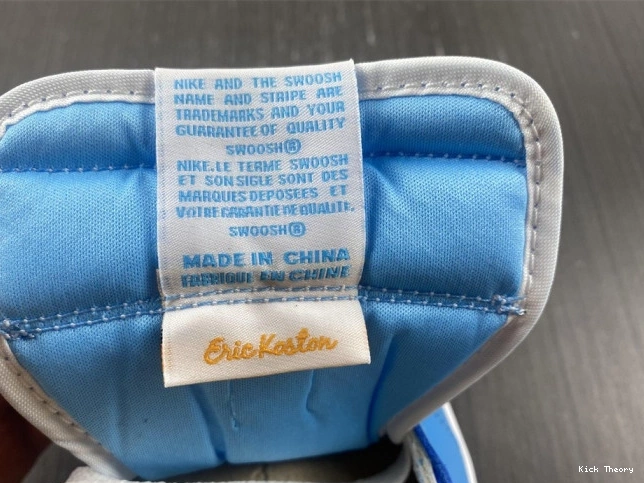 NIKE AND THE SWOOSH
NAME AND STRIPE ARE
TRADEMARKS AND YOUR
GUARANTEE OF QUALITY
SWOOSH®
NIKE.LE TERME SWOOSH
ET SON SIGLE SONT DES
MARQUES DEPOSEES ET
VOTRE GARANTIE DE QUALITE.
SWOOSH®
MADE IN CHINA
FABRIQUE EN CHINE
Eric Koston
Kick Theory